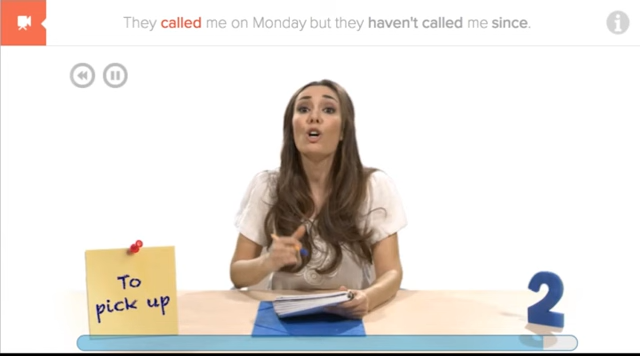 They called me on Monday but they haven't called me since.
To
pick up
2